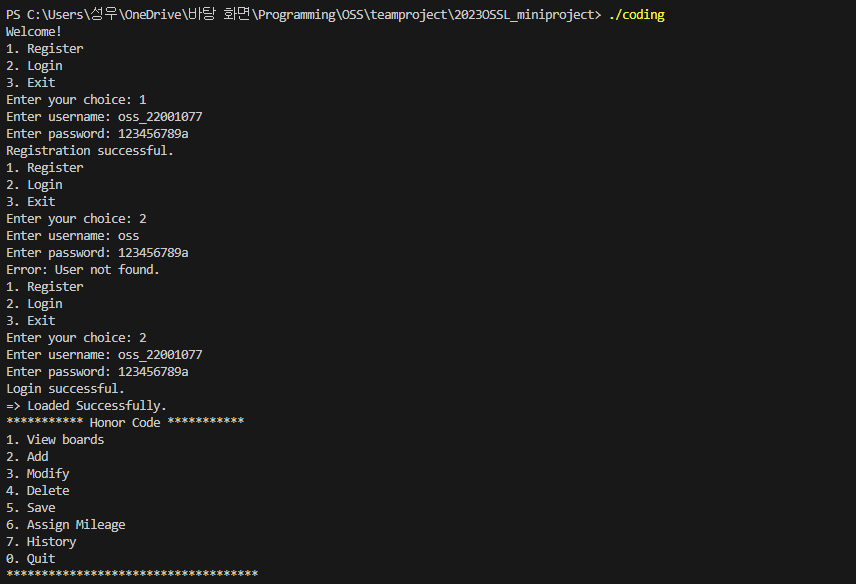 PS C:\Users\성우\OneDrive\바탕 화면\Programming\OSS\teamproject\2023OSSL_miniproject> ./coding
Welcome!
1. Register
2. Login
3. Exit
Enter your choice: 1
Enter username: oss_22001077
Enter password: 123456789a
Registration successful.
1. Register
2. Login
3. Exit
Enter your choice: 2
Enter username: oss
Enter password: 123456789a
Error: User not found.
1. Register
2. Login
3. Exit
Enter your choice: 2
Enter username: oss_22001077
Enter password: 123456789a
Login successful.
=> Loaded Successfully.
*********** Honor Code ***********
1. View boards
2. Add
3. Modify
4. Delete
5. Save
6. Assign Mileage
7. History
0. Quit
************************************